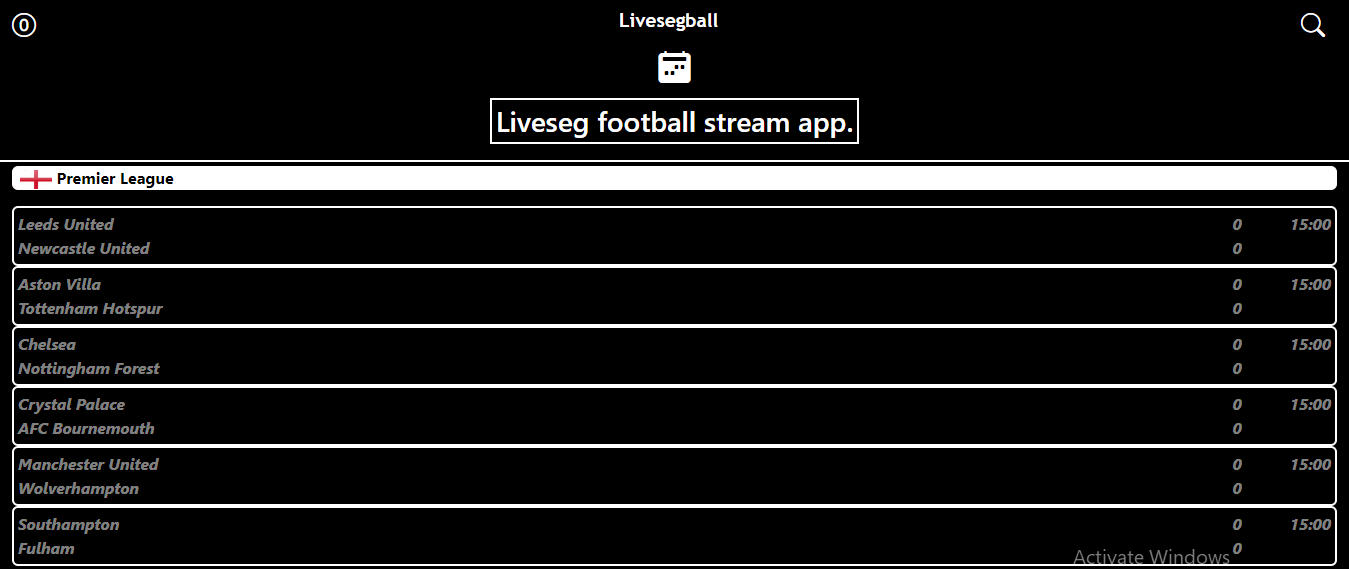 0
Livesegball
Liveseg football stream app.
Premier League
Leeds United 0 15:00
Newcastle United 0
Aston Villa 0 15:00
Tottenham Hotspur 0
Chelsea 0 15:00
Nottingham Forest 0
Crystal Palace 0 15:00
AFC Bournemouth 0
Manchester United 0 15:00
Wolverhampton 0
Southampton 0 15:00
Fulham 0
Activate Windows